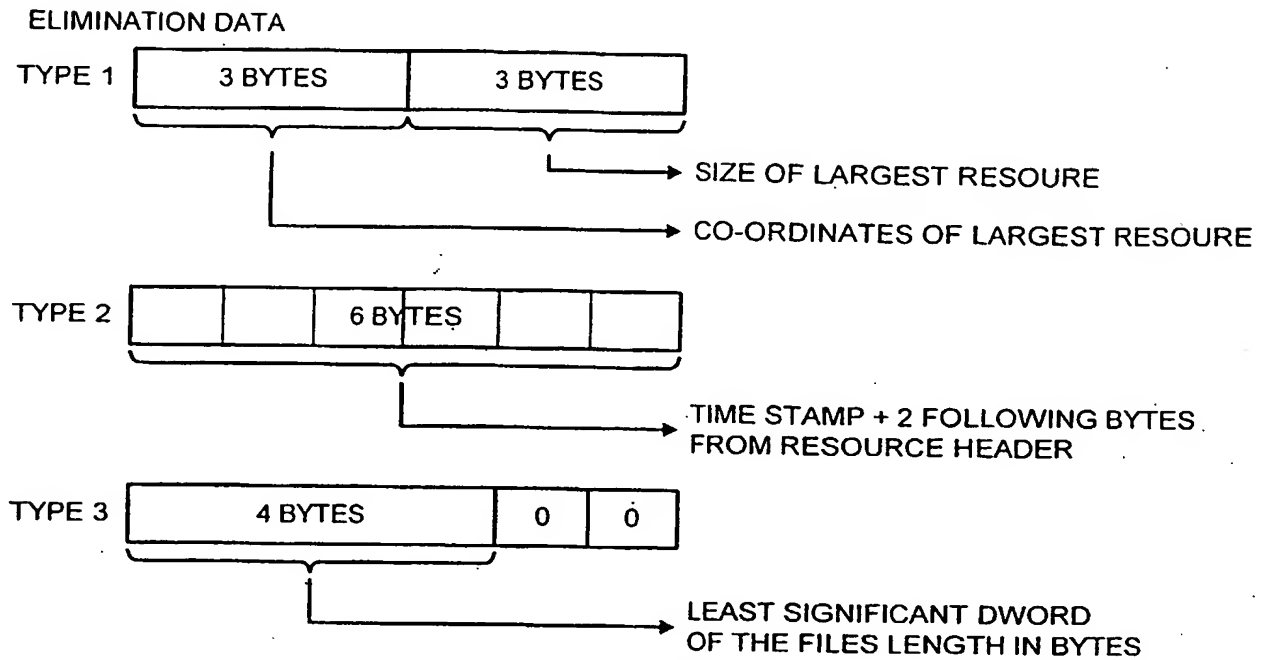 ELIMINATION DATA
TYPE 1
3 BYTES
3 BYTES
SIZE OF LARGEST RESOURE
CO-ORDINATES OF LARGEST RESOURE
TYPE 2
6 BYTES
TIME STAMP + 2 FOLLOWING BYTES
FROM RESOURCE HEADER
TYPE 3
4 BYTES
0
0
LEAST SIGNIFICANT DWORD
OF THE FILES LENGTH IN BYTES